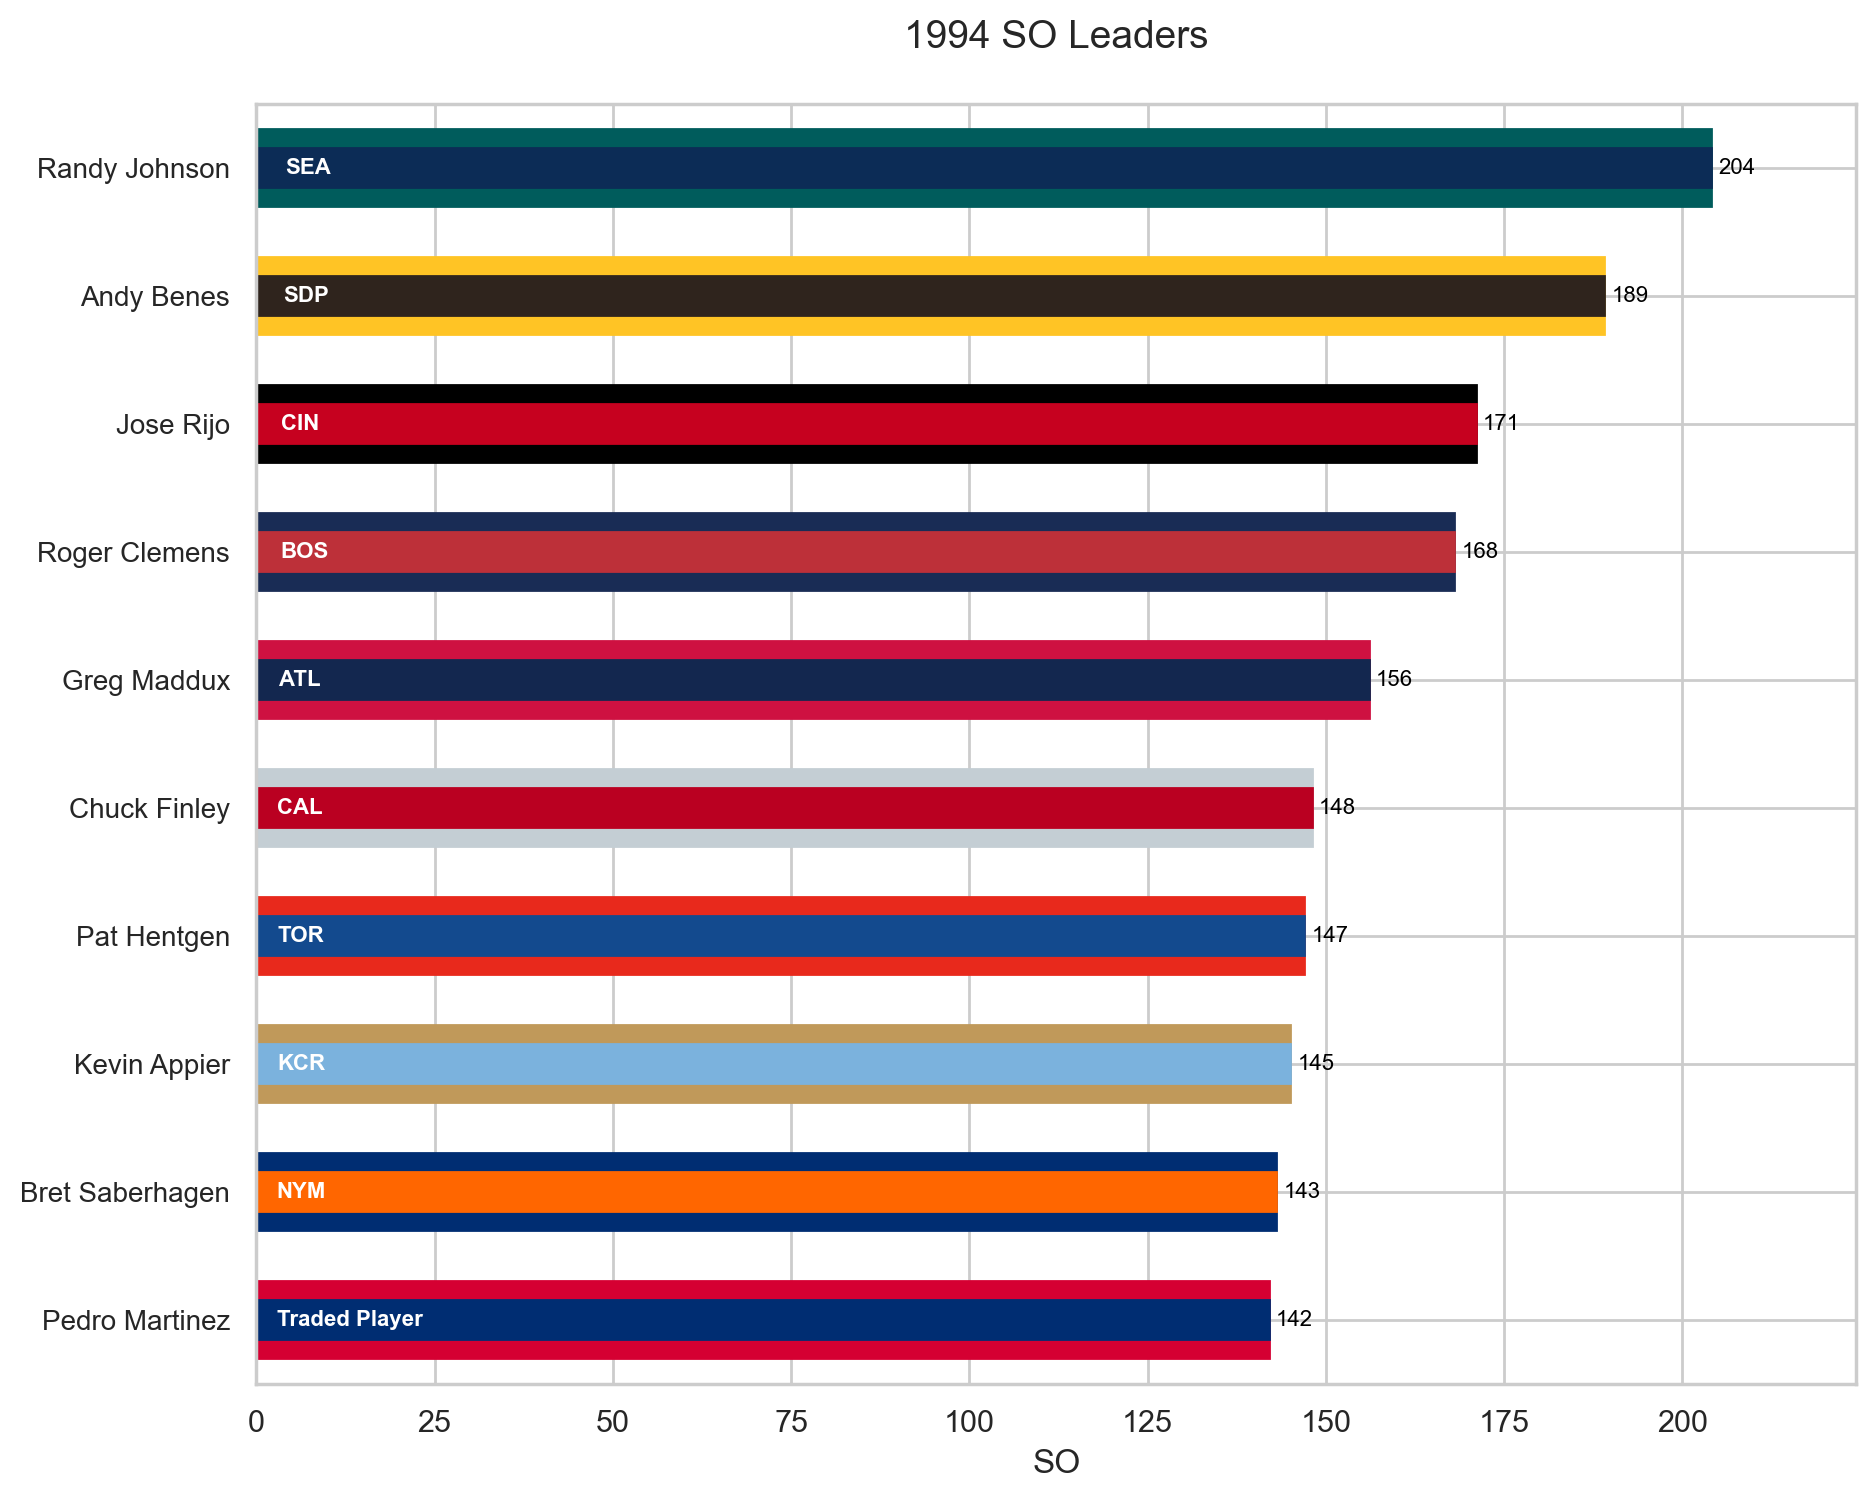 1994 SO Leaders
Randy Johnson SEA 204
Andy Benes SDP 189
Jose Rijo CIN 171
Roger Clemens BOS 168
Greg Maddux ATL 156
Chuck Finley CAL 148
Pat Hentgen TOR 147
Kevin Appier KCR 145
Bret Saberhagen NYM 143
Pedro Martinez Traded Player 142
0 25 50 75 100 125 150 175 200
SO